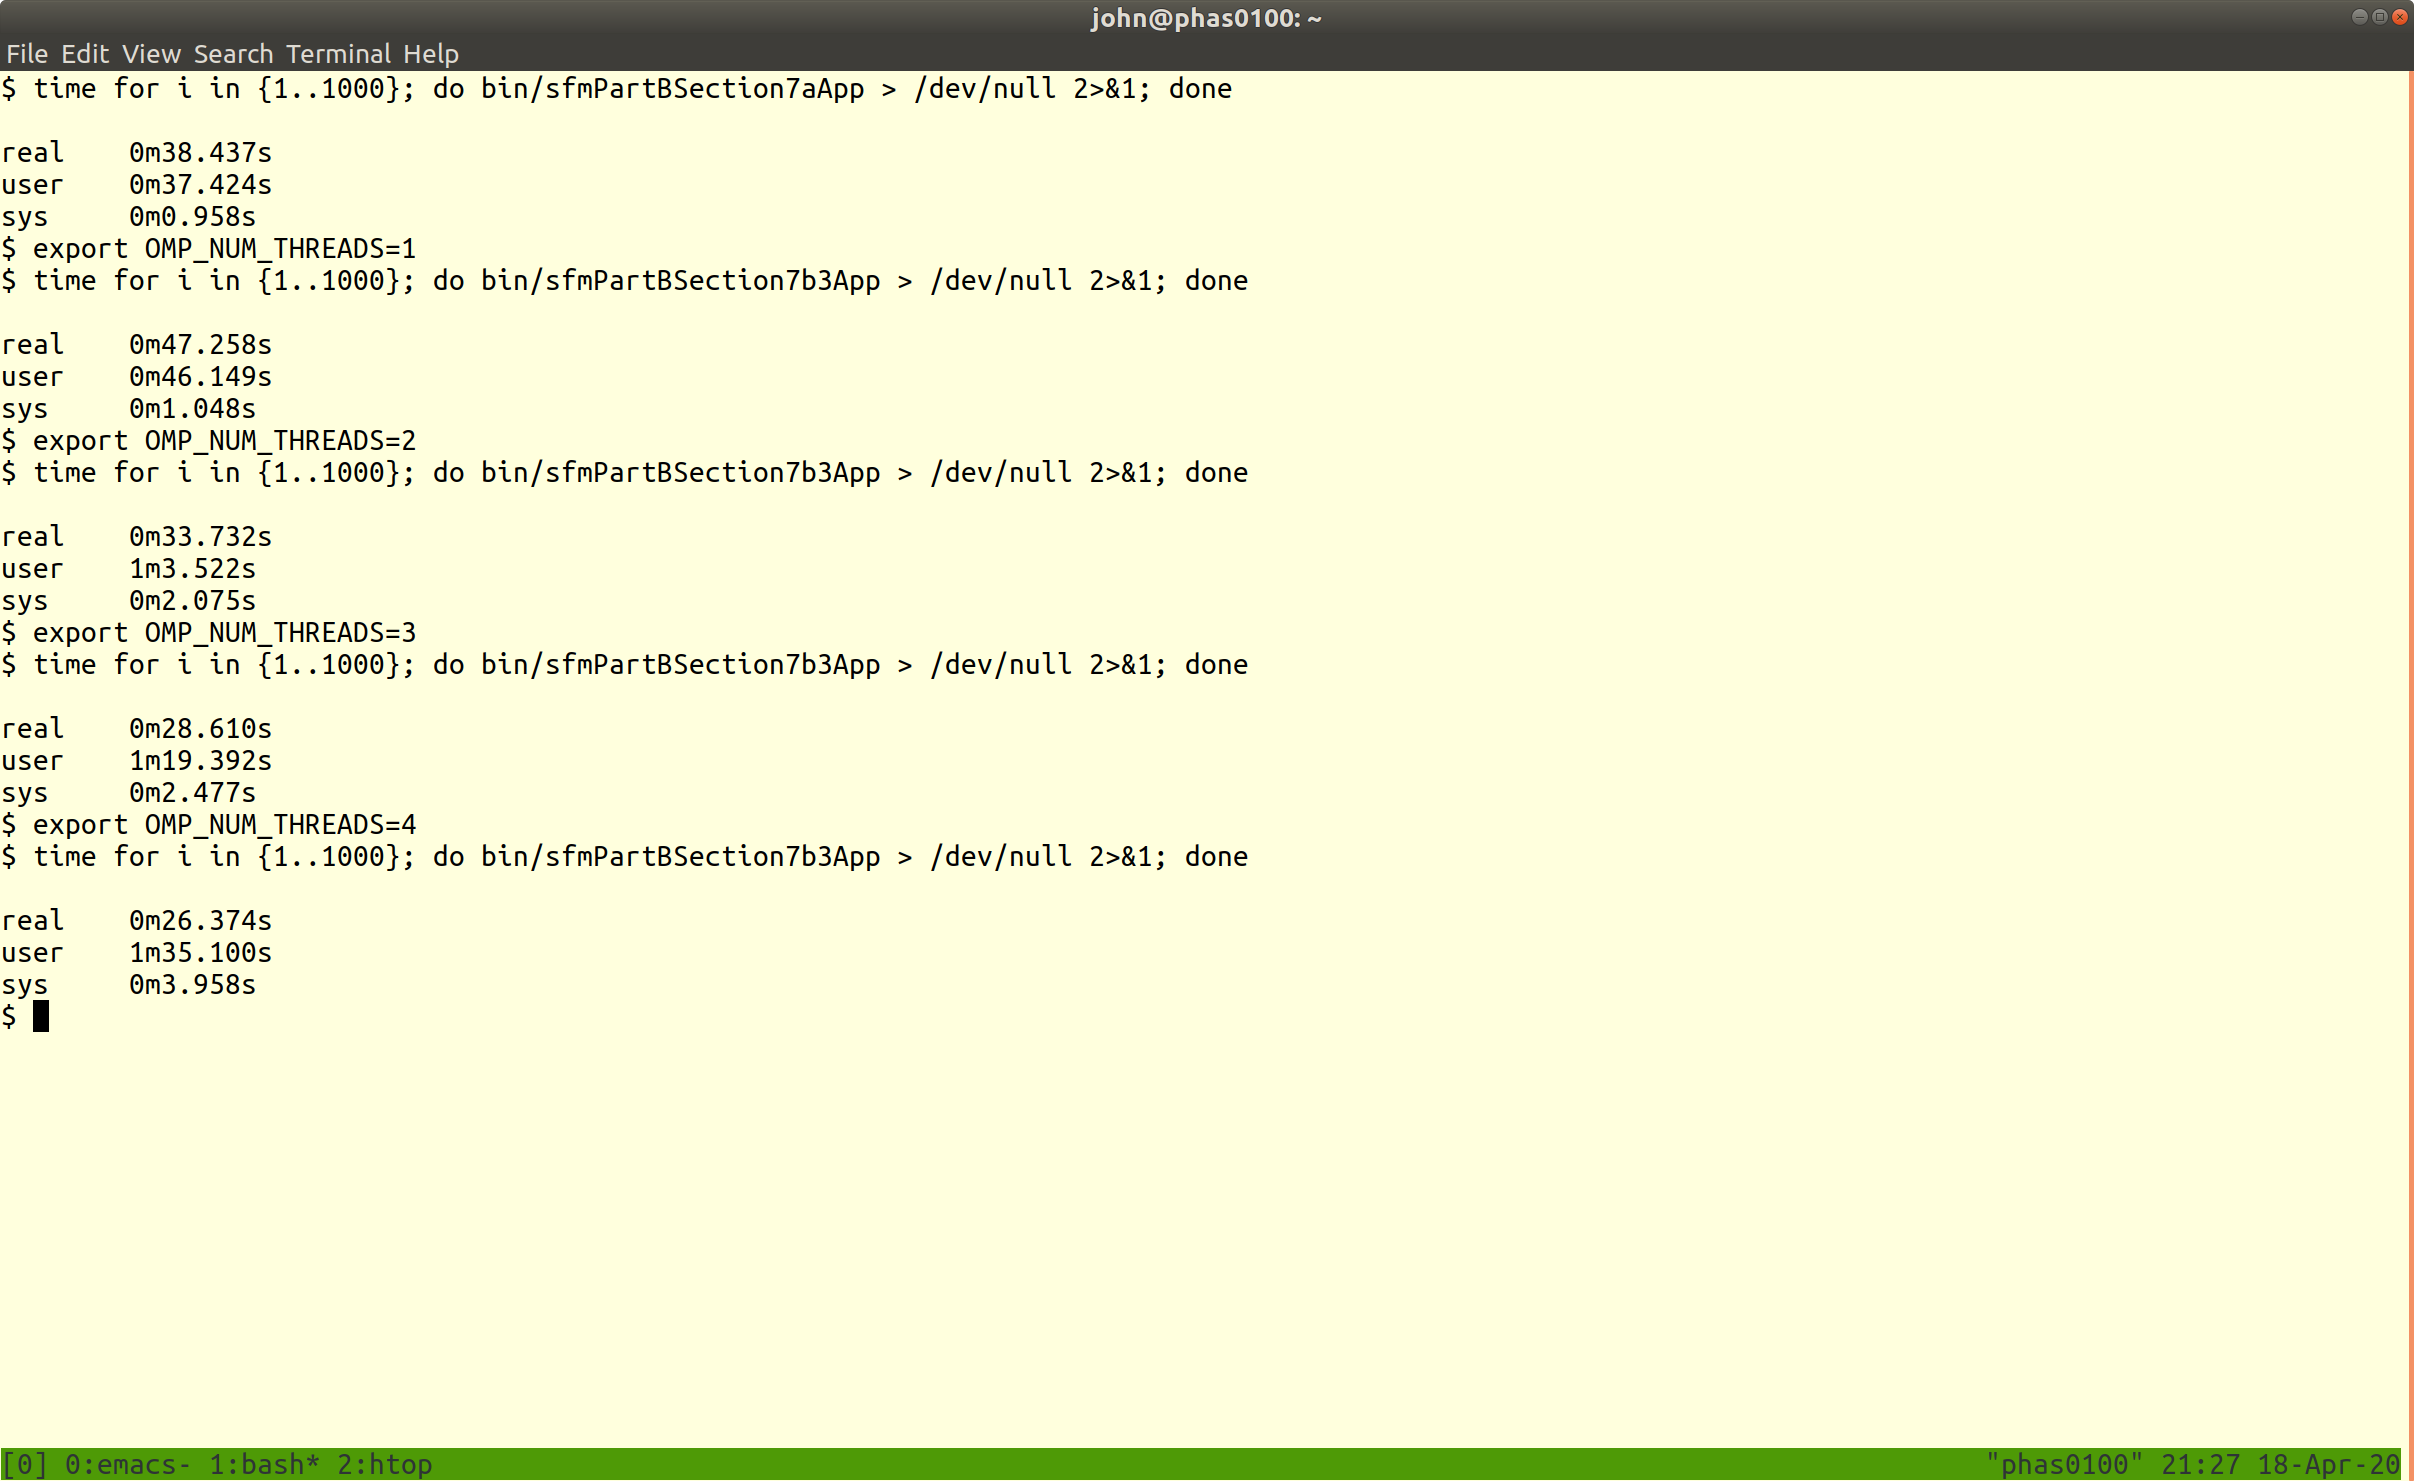 john@phas0100: ~
File Edit View Search Terminal Help
$ time for i in {1..1000}; do bin/sfmPartBSection7aApp > /dev/null 2>&1; done
real    0m38.437s
user    0m37.424s
sys     0m0.958s
$ export OMP_NUM_THREADS=1
$ time for i in {1..1000}; do bin/sfmPartBSection7b3App > /dev/null 2>&1; done
real    0m47.258s
user    0m46.149s
sys     0m1.048s
$ export OMP_NUM_THREADS=2
$ time for i in {1..1000}; do bin/sfmPartBSection7b3App > /dev/null 2>&1; done
real    0m33.732s
user    1m3.522s
sys     0m2.075s
$ export OMP_NUM_THREADS=3
$ time for i in {1..1000}; do bin/sfmPartBSection7b3App > /dev/null 2>&1; done
real    0m28.610s
user    1m19.392s
sys     0m2.477s
$ export OMP_NUM_THREADS=4
$ time for i in {1..1000}; do bin/sfmPartBSection7b3App > /dev/null 2>&1; done
real    0m26.374s
user    1m35.100s
sys     0m3.958s
$
[0] 0:emacs- 1:bash* 2:htop "phas0100" 21:27 18-Apr-20